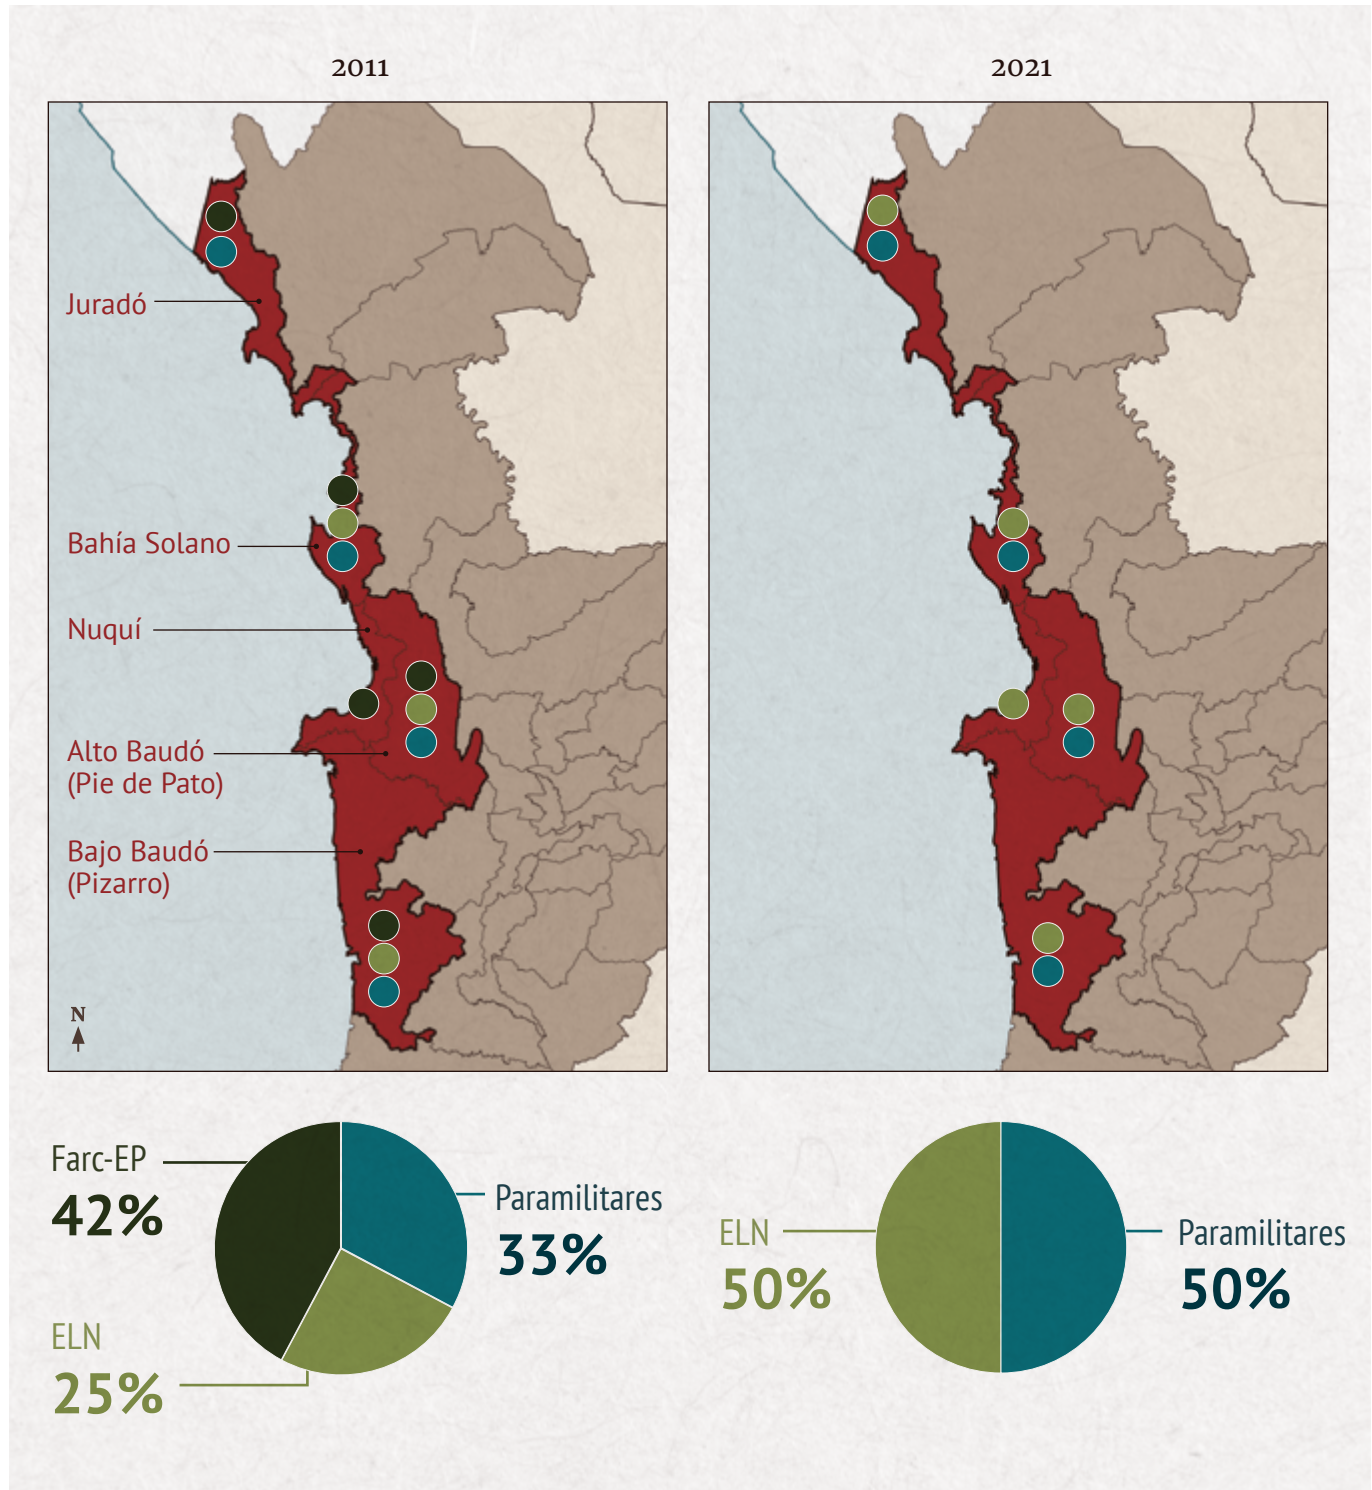 2011
2021
Juradó
Bahía Solano
Nuquí
Alto Baudó
(Pie de Pato)
Bajo Baudó
(Pizarro)
N
Farc-EP
42%
Paramilitares
33%
ELN
25%
ELN
50%
Paramilitares
50%